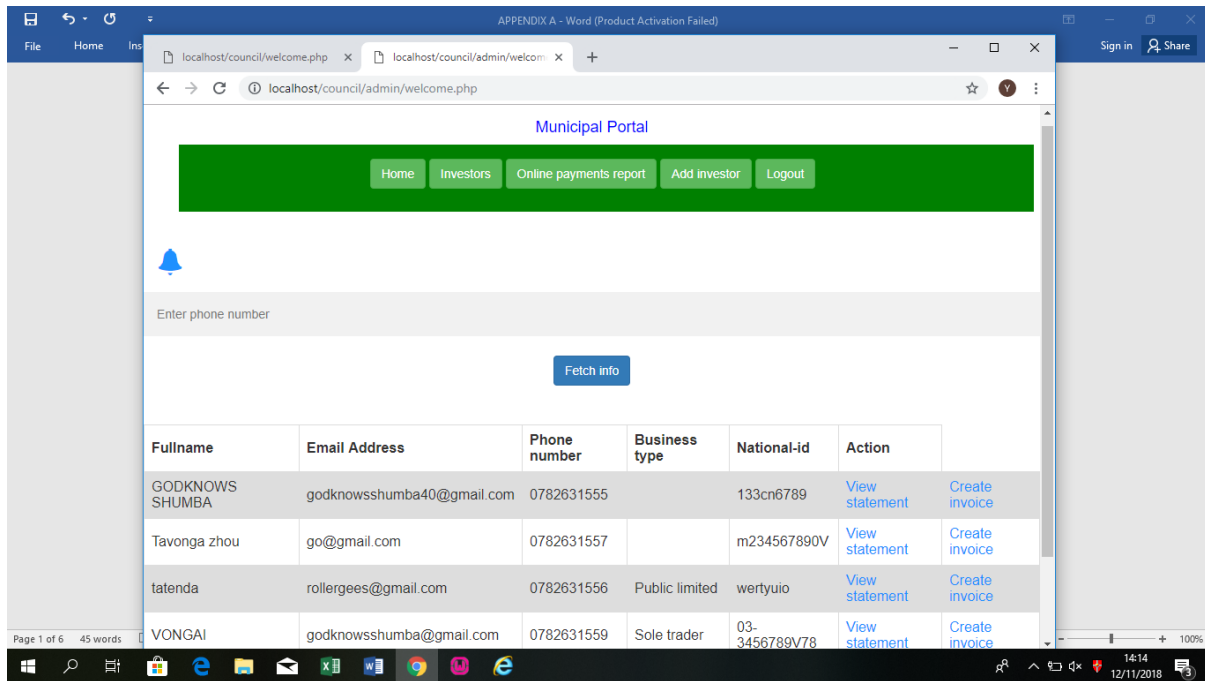 APPENDIX A - Word (Product Activation Failed)
File Home Ins Sign in Share
localhost/council/welcome.php localhost/council/admin/welcom
localhost/council/admin/welcome.php Y
Municipal Portal
Home Investors Online payments report Add investor Logout
Enter phone number
Fetch info
Fullname Email Address Phone number Business type National-id Action
GODKNOWS SHUMBA godknowsshumba40@gmail.com 0782631555 133cn6789 View statement Create invoice
Tavonga zhou go@gmail.com 0782631557 m234567890V View statement Create invoice
tatenda rollergees@gmail.com 0782631556 Public limited wertyuio View statement Create invoice
VONGAI godknowsshumba@gmail.com 0782631559 Sole trader 03-3456789V78 View statement Create invoice
Page 1 of 6 45 words 100%
14:14
12/11/2018 3